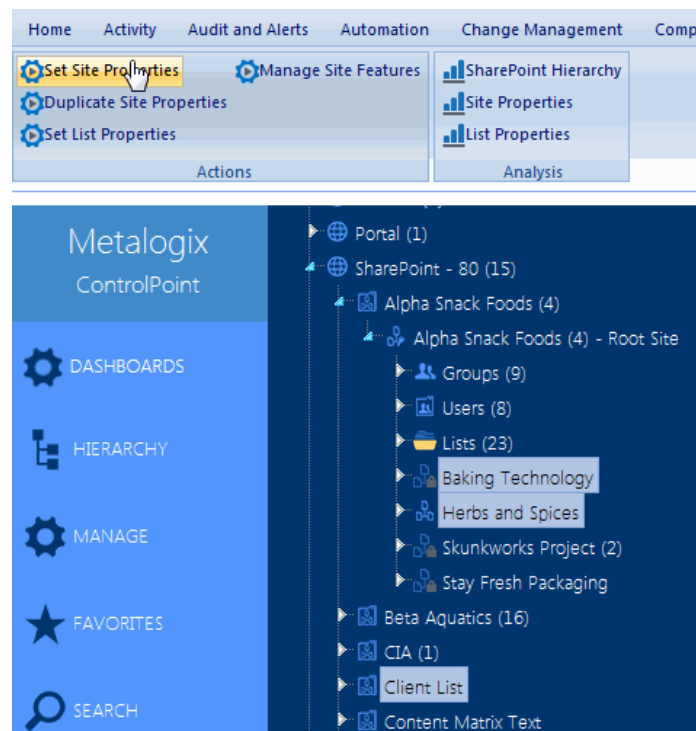 Home Activity Audit and Alerts Automation Change Management Comp
Set Site Properties Manage Site Features SharePoint Hierarchy
Duplicate Site Properties Site Properties
Set List Properties List Properties
Actions Analysis
Metalogix
ControlPoint
DASHBOARDS
HIERARCHY
MANAGE
FAVORITES
SEARCH
Portal (1)
SharePoint - 80 (15)
Alpha Snack Foods (4)
Alpha Snack Foods (4) - Root Site
Groups (9)
Users (8)
Lists (23)
Baking Technology
Herbs and Spices
Skunkworks Project (2)
Stay Fresh Packaging
Beta Aquatics (16)
CIA (1)
Client List
Content Matrix Text